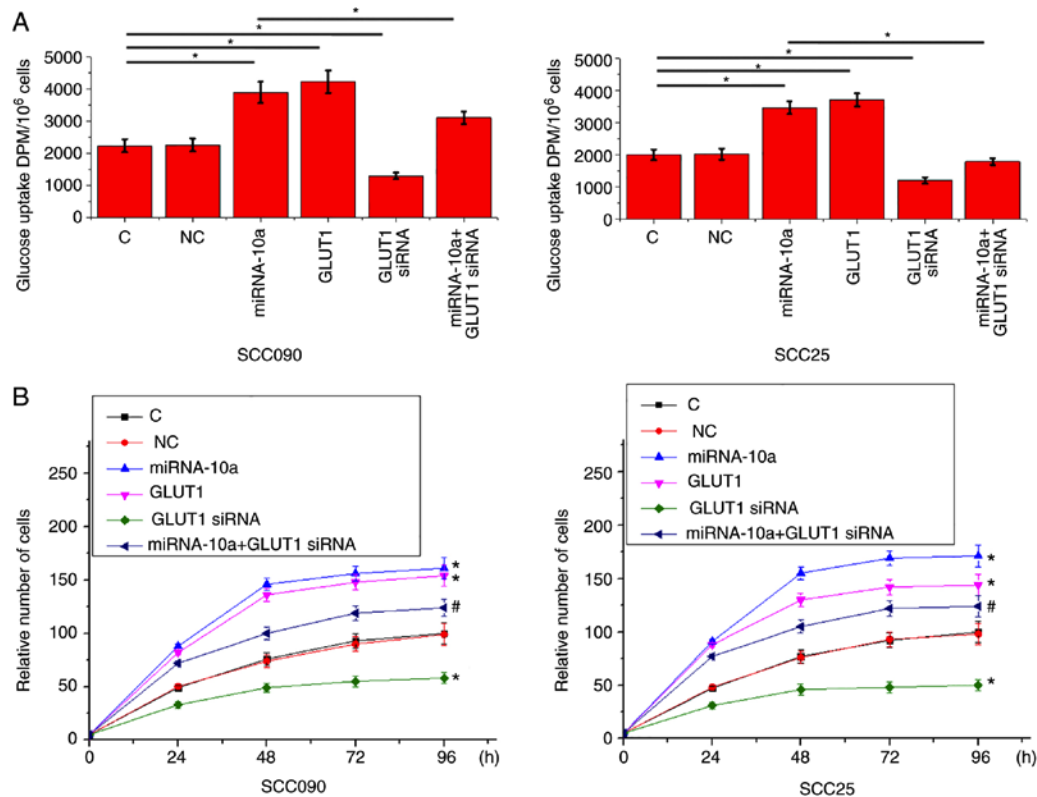 A
* * * *
Glucose uptake DPM/10⁶ cells
5000
4000
3000
2000
1000
0
C
NC
miRNA-10a
GLUT1
GLUT1
siRNA
miRNA-10a+
GLUT1 siRNA
SCC090
* * * *
Glucose uptake DPM/10⁶ cells
5000
4000
3000
2000
1000
0
C
NC
miRNA-10a
GLUT1
GLUT1
siRNA
miRNA-10a+
GLUT1 siRNA
SCC25
B
C
NC
miRNA-10a
GLUT1
GLUT1 siRNA
miRNA-10a+GLUT1 siRNA
Relative number of cells
250
200
150
100
50
0
*
*
#
*
0 24 48 72 96 (h)
SCC090
C
NC
miRNA-10a
GLUT1
GLUT1 siRNA
miRNA-10a+GLUT1 siRNA
Relative number of cells
250
200
150
100
50
0
*
*
#
*
0 24 48 72 96 (h)
SCC25